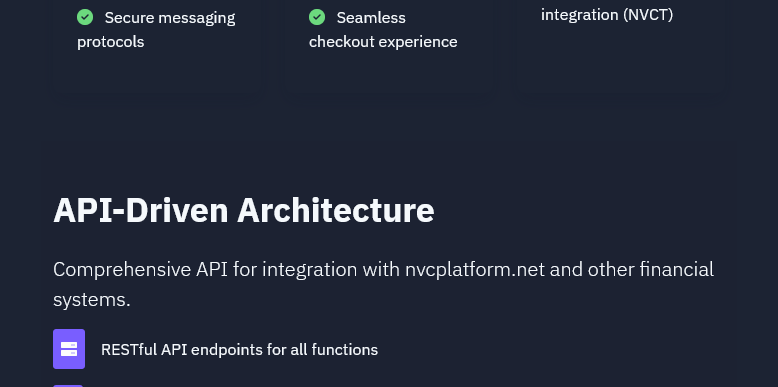 Secure messaging
protocols
Seamless
checkout experience
integration (NVCT)
API-Driven Architecture
Comprehensive API for integration with nvcplatform.net and other financial
systems.
RESTful API endpoints for all functions